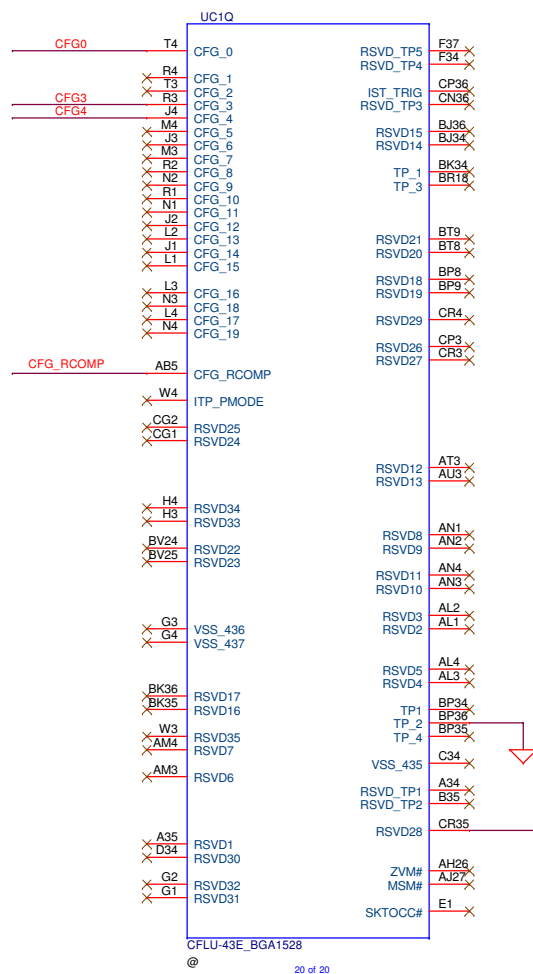 UC1Q
CFG0 T4 CFG_0
R4 CFG_1
T3 CFG_2
CFG3 R3 CFG_3
CFG4 J4 CFG_4
M4 CFG_5
J3 CFG_6
M3 CFG_7
R2 CFG_8
N2 CFG_9
R1 CFG_10
N1 CFG_11
J2 CFG_12
L2 CFG_13
J1 CFG_14
L1 CFG_15
L3 CFG_16
N3 CFG_18
L4 CFG_17
N4 CFG_19
CFG_RCOMP AB5 CFG_RCOMP
W4 ITP_PMODE
CG2 RSVD25
CG1 RSVD24
H4 RSVD34
H3 RSVD33
BV24 RSVD22
BV25 RSVD23
G3 VSS_436
G4 VSS_437
BK36 RSVD17
BK35 RSVD16
W3 RSVD35
AM4 RSVD7
AM3 RSVD6
A35 RSVD1
D34 RSVD30
G2 RSVD32
G1 RSVD31
RSVD_TP5 F37
RSVD_TP4 F34
IST_TRIG CP36
RSVD_TP3 CN36
RSVD15 BJ36
RSVD14 BJ34
TP_1 BK34
TP_3 BR18
RSVD21 BT9
RSVD20 BT8
RSVD18 BP8
RSVD19 BP9
RSVD29 CR4
RSVD26 CP3
RSVD27 CR3
RSVD12 AT3
RSVD13 AU3
RSVD8 AN1
RSVD9 AN2
RSVD11 AN4
RSVD10 AN3
RSVD3 AL2
RSVD2 AL1
RSVD5 AL4
RSVD4 AL3
TP1 BP34
TP_2 BP36
TP_4 BP35
VSS_435 C34
RSVD_TP1 A34
RSVD_TP2 B35
RSVD28 CR35
ZVM# AH26
MSM# AJ27
SKTOCC# E1
CFLU-43E_BGA1528
@
20 of 20